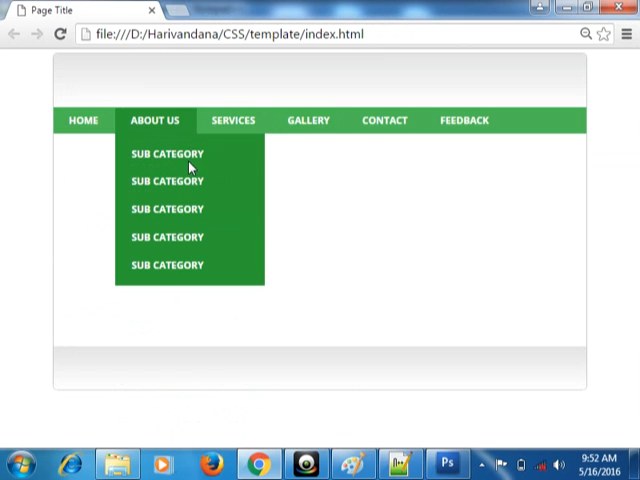 Page Title
file:///D:/Harivandana/CSS/template/index.html
HOME ABOUT US SERVICES GALLERY CONTACT FEEDBACK
SUB CATEGORY
SUB CATEGORY
SUB CATEGORY
SUB CATEGORY
SUB CATEGORY
Ps
9:52 AM
5/16/2016